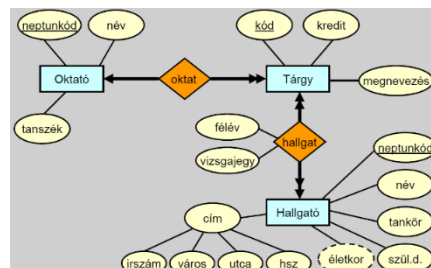 neptunkód
név
kód
kredit
Oktató
oktat
Tárgy
megnevezés
tanszék
félév
hallgat
vizsgajegy
neptunkód
név
cím
Hallgató
tankör
irszám
város
utca
hsz
életkor
szül.d.